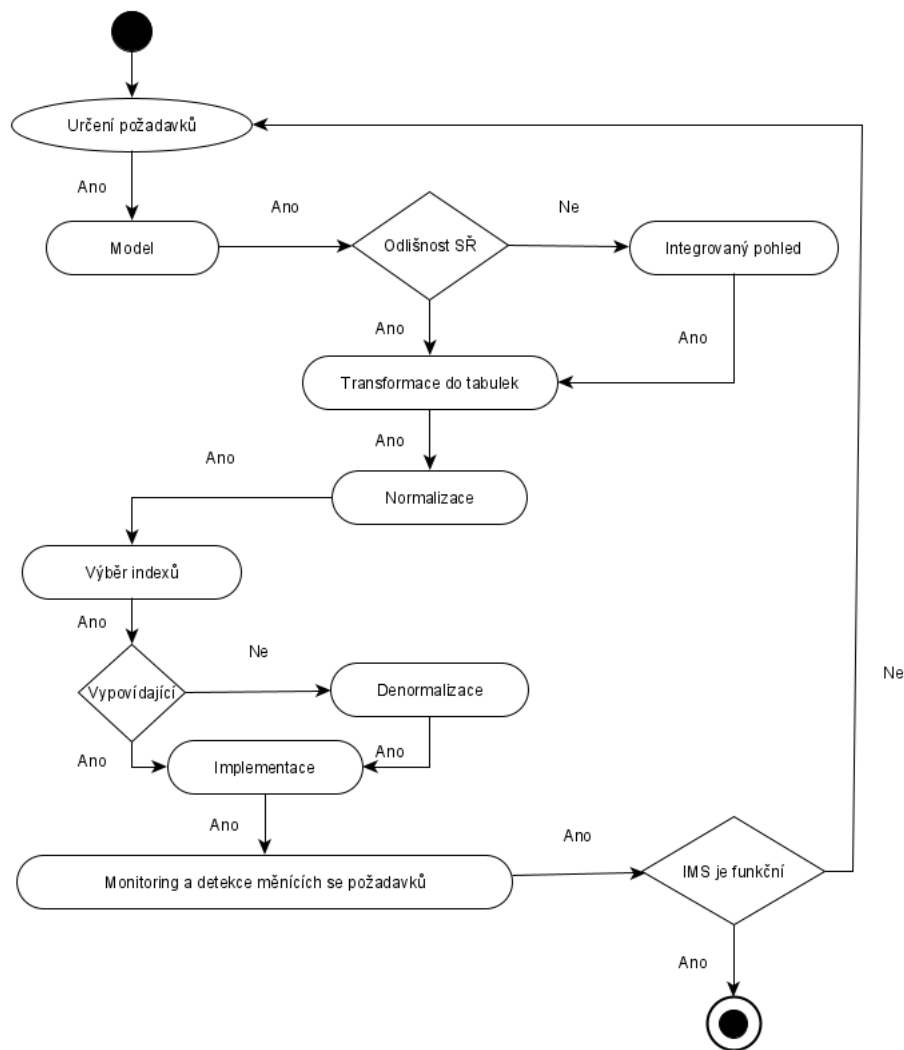 Určení požadavků
Ano
Ano
Ne
Model
Odlišnost SŘ
Integrovaný pohled
Ano
Ano
Transformace do tabulek
Ano
Ano
Normalizace
Výběr indexů
Ano
Ne
Ne
Vypovídající
Denormalizace
Ano
Ano
Implementace
Ano
Ano
Monitoring a detekce měnících se požadavků
IMS je funkční
Ano